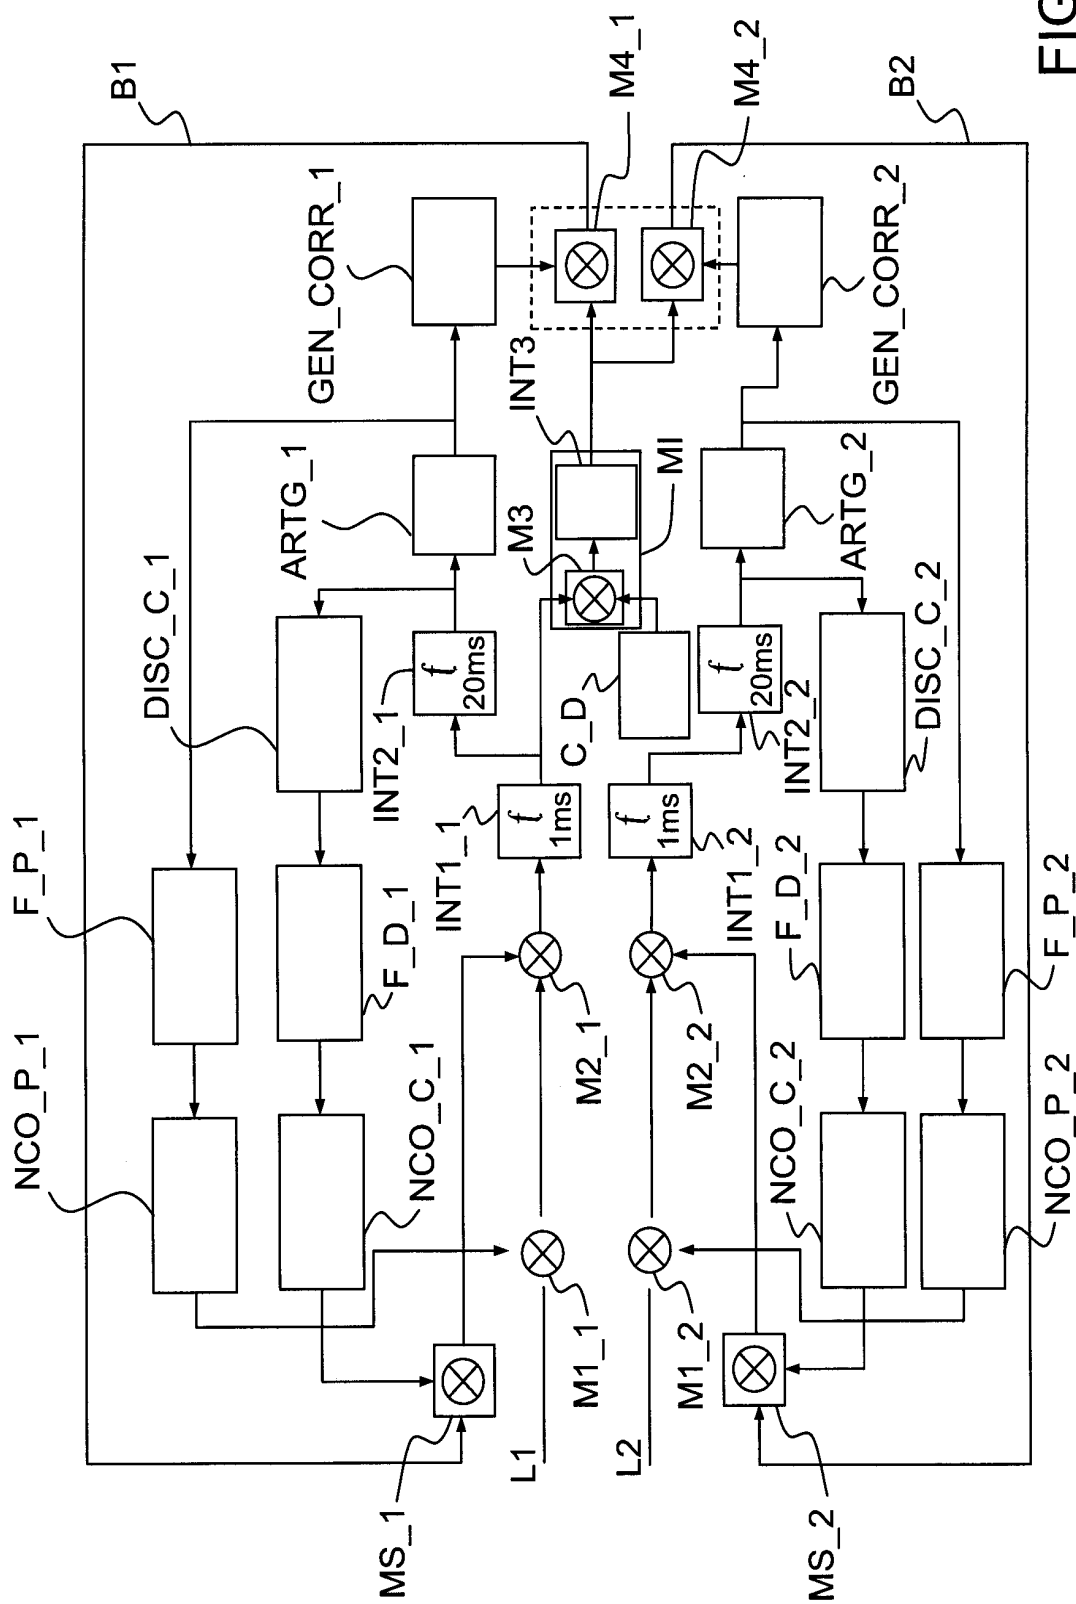 FIG
B1
M4_1
M4_2
B2
GEN_CORR_1
GEN_CORR_2
INT3
MI
M3
ARTG_1
ARTG_2
DISC_C_1
DISC_C_2
INT2_1
20ms
C_D
20ms
INT2_2
F_P_1
F_D_1
INT1_1
1ms
1ms
INT1_2
F_D_2
F_P_2
NCO_P_1
NCO_C_1
M2_1
M2_2
NCO_C_2
NCO_P_2
M1_1
M1_2
L1
L2
MS_1
MS_2